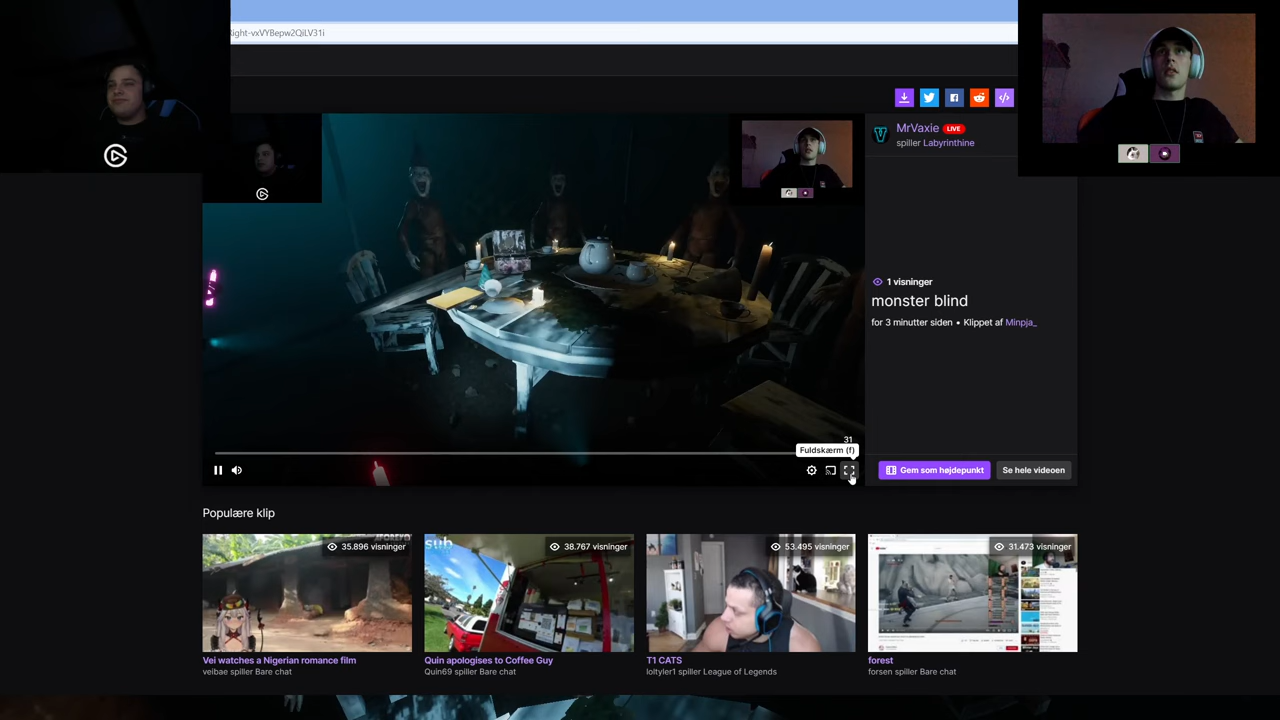 light-vxVYBepw2QiLV31i
MrVaxie LIVE
spiller Labyrinthine
1 visninger
monster blind
for 3 minutter siden • Klippet af Minpja_
31
Fuldskærm (f)
Gem som højdepunkt
Se hele videoen
Populære klip
35.896 visninger
38.767 visninger
53.495 visninger
31.473 visninger
sub
Vei watches a Nigerian romance film
veibae spiller Bare chat
Quin apologises to Coffee Guy
Quin69 spiller Bare chat
T1 CATS
loltyler1 spiller League of Legends
forest
forsen spiller Bare chat